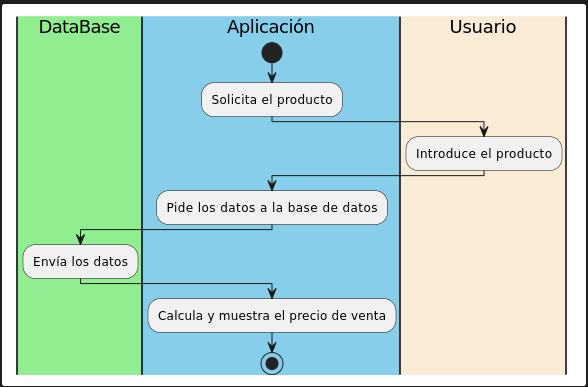 DataBase
Aplicación
Usuario
Solicita el producto
Introduce el producto
Pide los datos a la base de datos
Envía los datos
Calcula y muestra el precio de venta